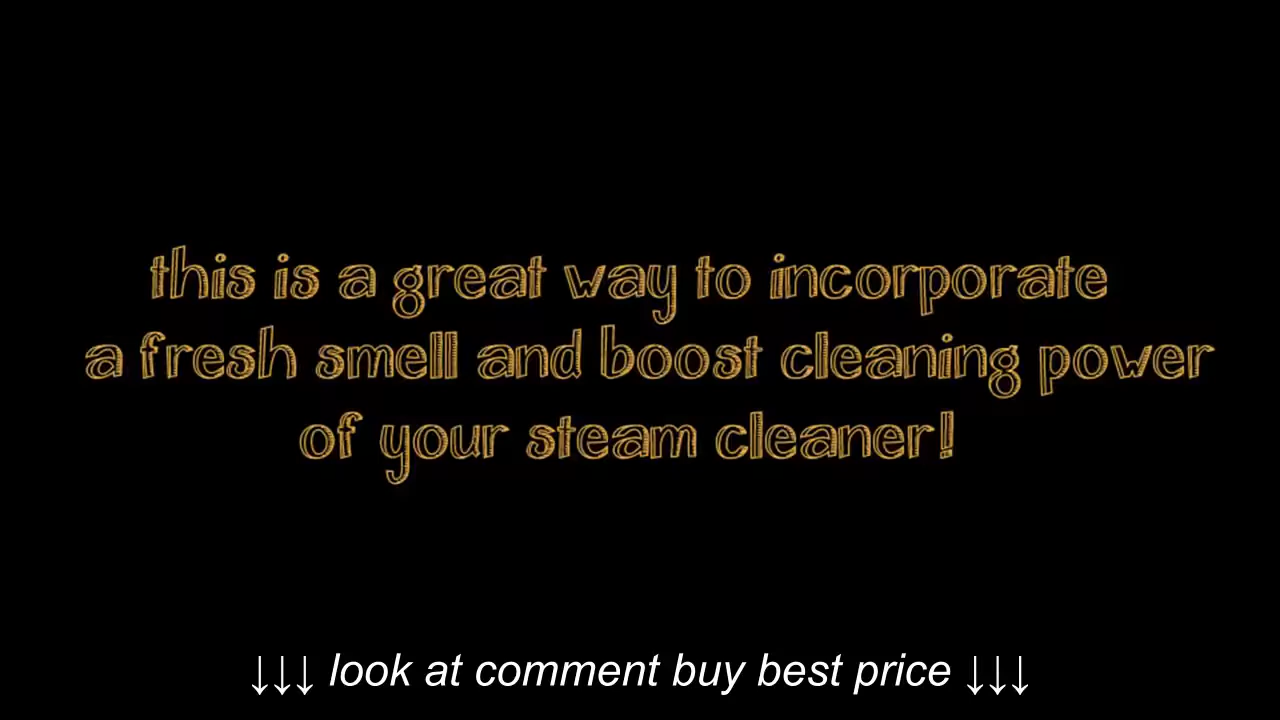 this is a great way to incorporate
a fresh smell and boost cleaning power
of your steam cleaner!
↓↓↓ look at comment buy best price ↓↓↓